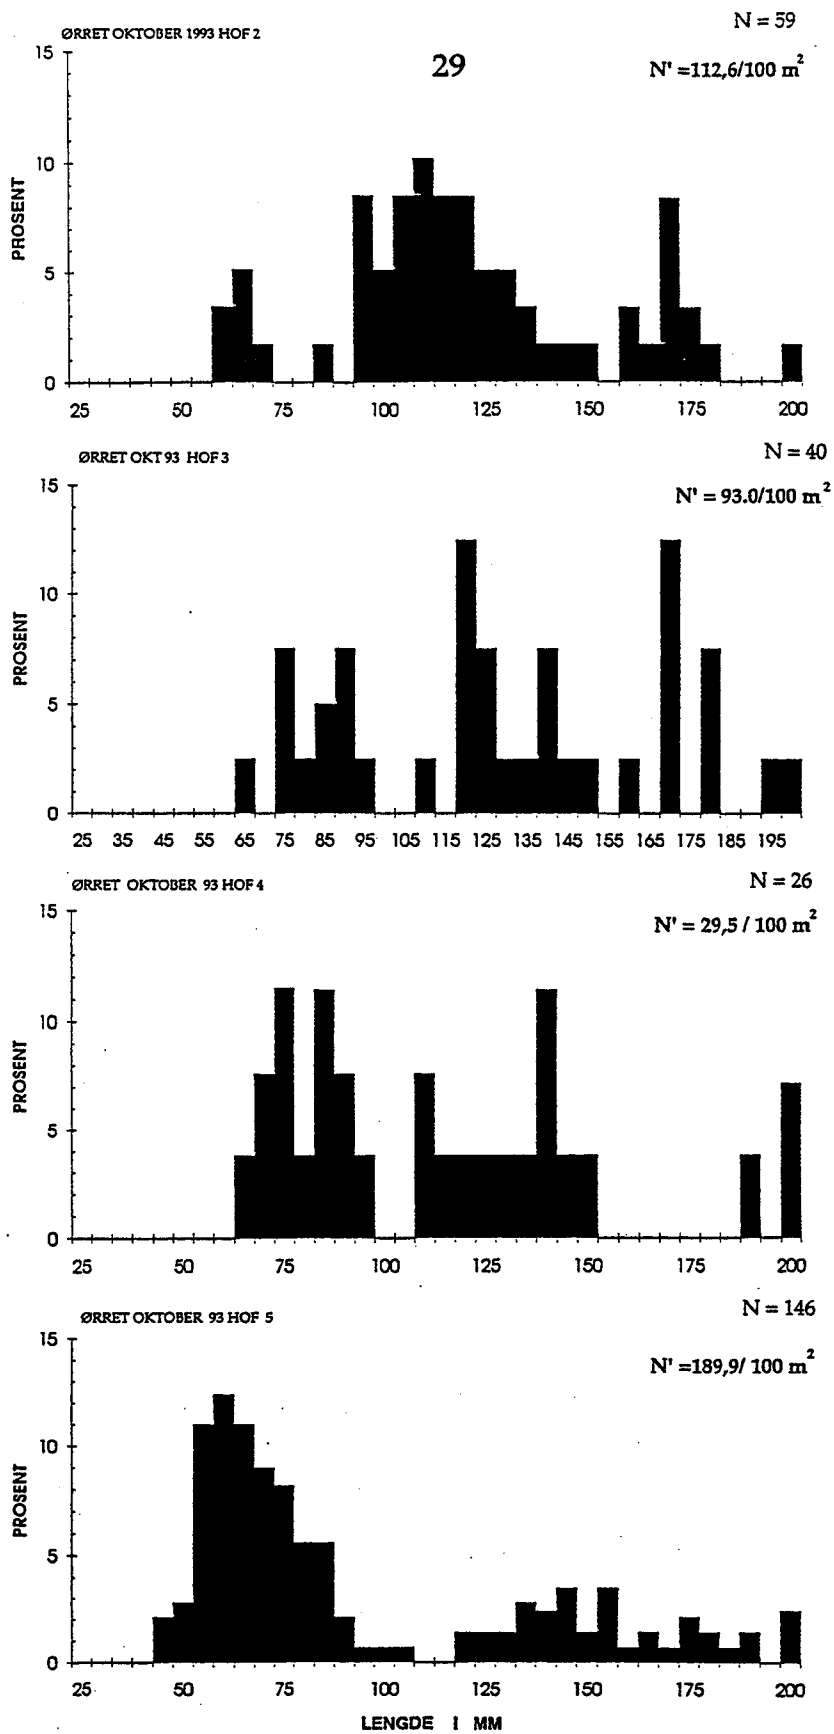 ØRRET OKTOBER 1993 HOF 2
N = 59
29
N' =112,6/100 m²
PROSENT
15
10
5
0
25 50 75 100 125 150 175 200
ØRRET OKT 93 HOF 3
N = 40
N' = 93.0/100 m²
PROSENT
15
10
5
0
25 35 45 55 65 75 85 95 105 115 125 135 145 155 165 175 185 195
ØRRET OKTOBER 93 HOF 4
N = 26
N' = 29,5 / 100 m²
PROSENT
15
10
5
0
25 50 75 100 125 150 175 200
ØRRET OKTOBER 93 HOF 5
N = 146
N' =189,9/ 100 m²
PROSENT
15
10
5
0
25 50 75 100 125 150 175 200
LENGDE I MM